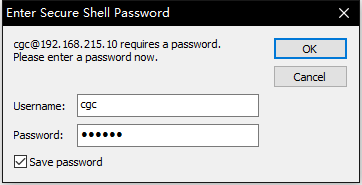 Enter Secure Shell Password
cgc@192.168.215.10 requires a password.
Please enter a password now.
OK
Cancel
Username: cgc
Password: ●●●●●●
Save password